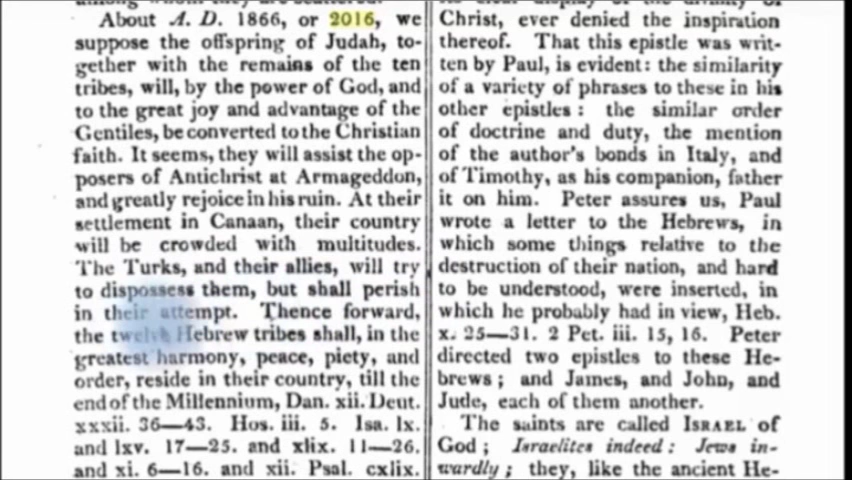 About A. D. 1866, or 2016, we
suppose the offspring of Judah, to-
gether with the remains of the ten
tribes, will, by the power of God, and
to the great joy and advantage of the
Gentiles, be converted to the Christian
faith. It seems, they will assist the op-
posers of Antichrist at Armageddon,
and greatly rejoice in his ruin. At their
settlement in Canaan, their country
will be crowded with multitudes.
The Turks, and their allies, will try
to dispossess them, but shall perish
in their attempt. Thence forward,
the twelve Hebrew tribes shall, in the
greatest harmony, peace, piety, and
order, reside in their country, till the
end of the Millennium, Dan. xii. Deut.
xxxii. 36—43. Hos. iii. 5. Isa. lx.
and lxv. 17—25. and xlix. 11—26.
and xi. 6—16. and xii. Psal. cxlix.
Christ, ever denied the inspiration
thereof. That this epistle was writ-
ten by Paul, is evident: the similarity
of a variety of phrases to these in his
other epistles: the similar order
of doctrine and duty, the mention
of the author's bonds in Italy, and
of Timothy, as his companion, father
it on him. Peter assures us, Paul
wrote a letter to the Hebrews, in
which some things relative to the
destruction of their nation, and hard
to be understood, were inserted, in
which he probably had in view, Heb.
x. 25—31. 2 Pet. iii. 15, 16. Peter
directed two epistles to these He-
brews; and James, and John, and
Jude, each of them another.
The saints are called ISRAEL of
God; Israelites indeed: Jews in-
wardly; they, like the ancient He-